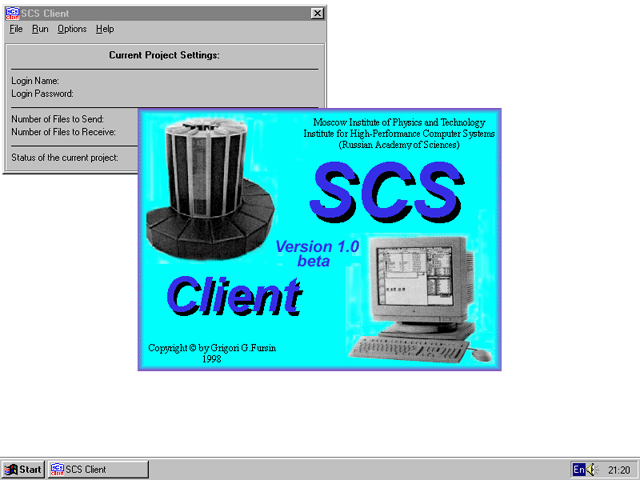 SCS Client
File Run Options Help
Current Project Settings:
Login Name:
Login Password:
Number of Files to Send:
Number of Files to Receive:
Status of the current project:
Moscow Institute of Physics and Technology
Institute for High-Performance Computer Systems
(Russian Academy of Sciences)
SCS
Version 1.0
beta
Client
Copyright © by Grigori G.Fursin
1998
Start
SCS Client
En
21:20